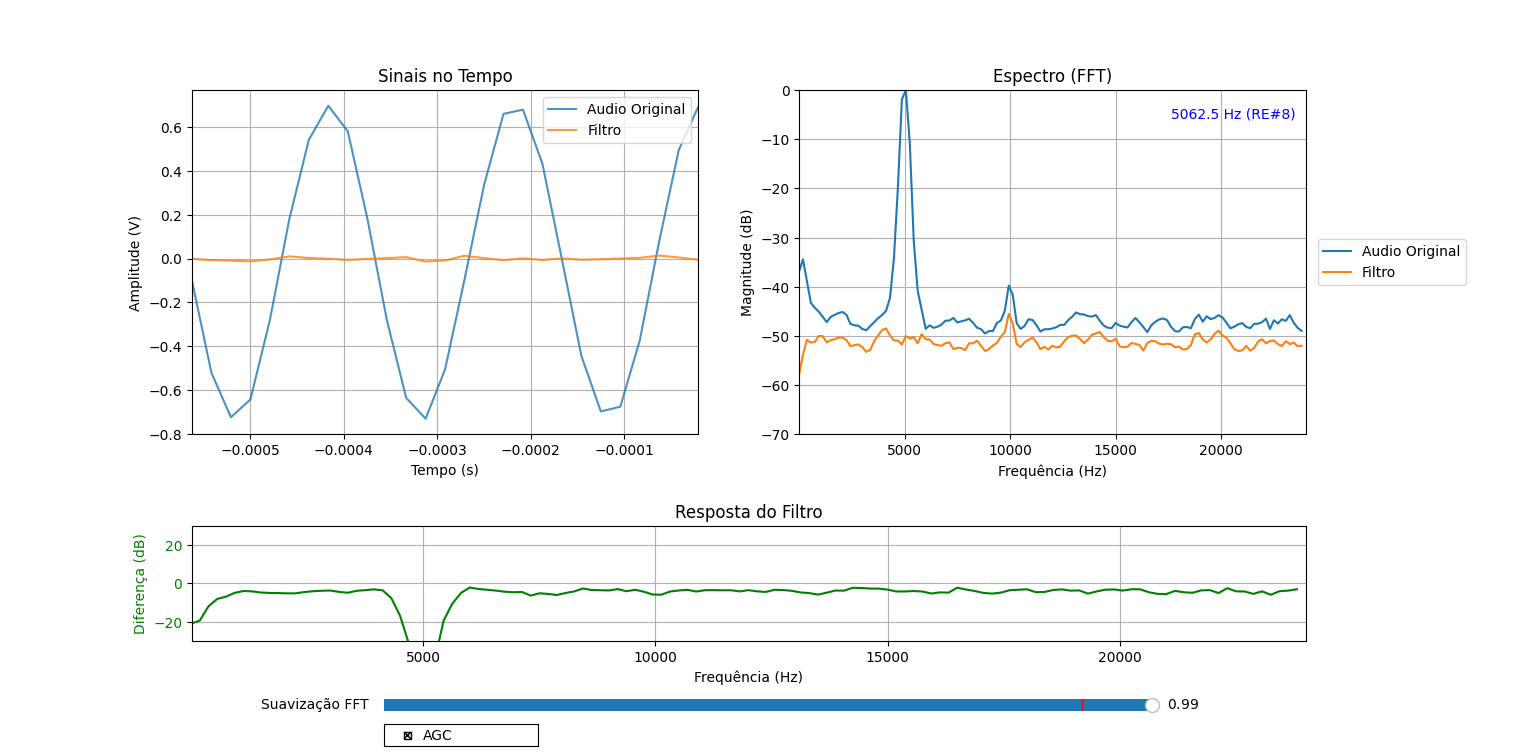 Sinais no Tempo
Audio Original
Filtro
Amplitude (V)
0.6
0.4
0.2
0.0
−0.2
−0.4
−0.6
−0.8
−0.0005
−0.0004
−0.0003
−0.0002
−0.0001
Tempo (s)
Espectro (FFT)
5062.5 Hz (RE#8)
Magnitude (dB)
0
−10
−20
−30
−40
−50
−60
−70
5000
10000
15000
20000
Frequência (Hz)
Audio Original
Filtro
Resposta do Filtro
Diferença (dB)
20
0
−20
5000
10000
15000
20000
Frequência (Hz)
Suavização FFT
0.99
AGC